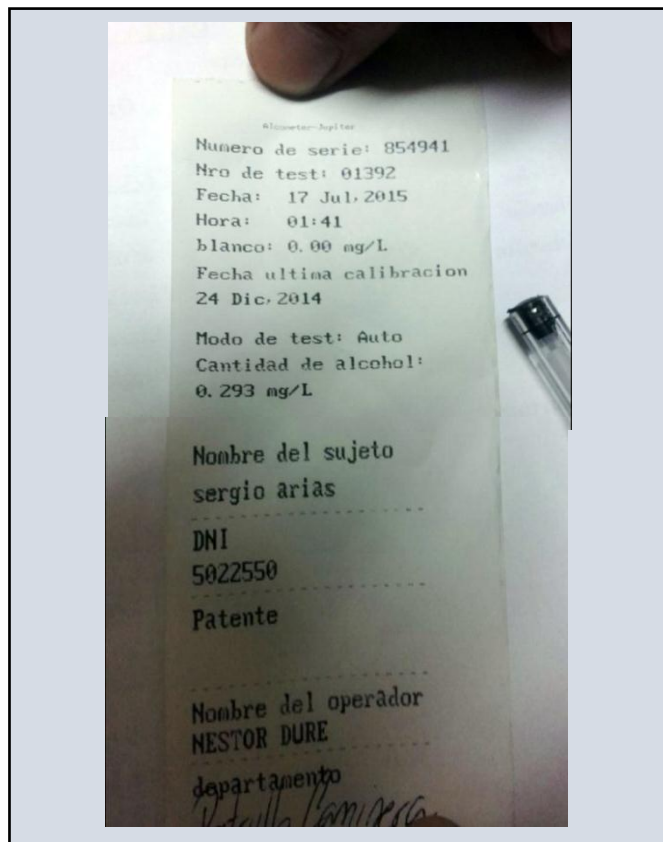 Alcometer-Jupiter
Numero de serie: 854941
Nro de test: 01392
Fecha: 17 Jul,2015
Hora: 01:41
blanco: 0.00 mg/L
Fecha ultima calibracion
24 Dic,2014
Modo de test: Auto
Cantidad de alcohol:
0.293 mg/L
Nombre del sujeto
sergio arias
DNI
5022550
Patente
Nombre del operador
NESTOR DURE
departamento